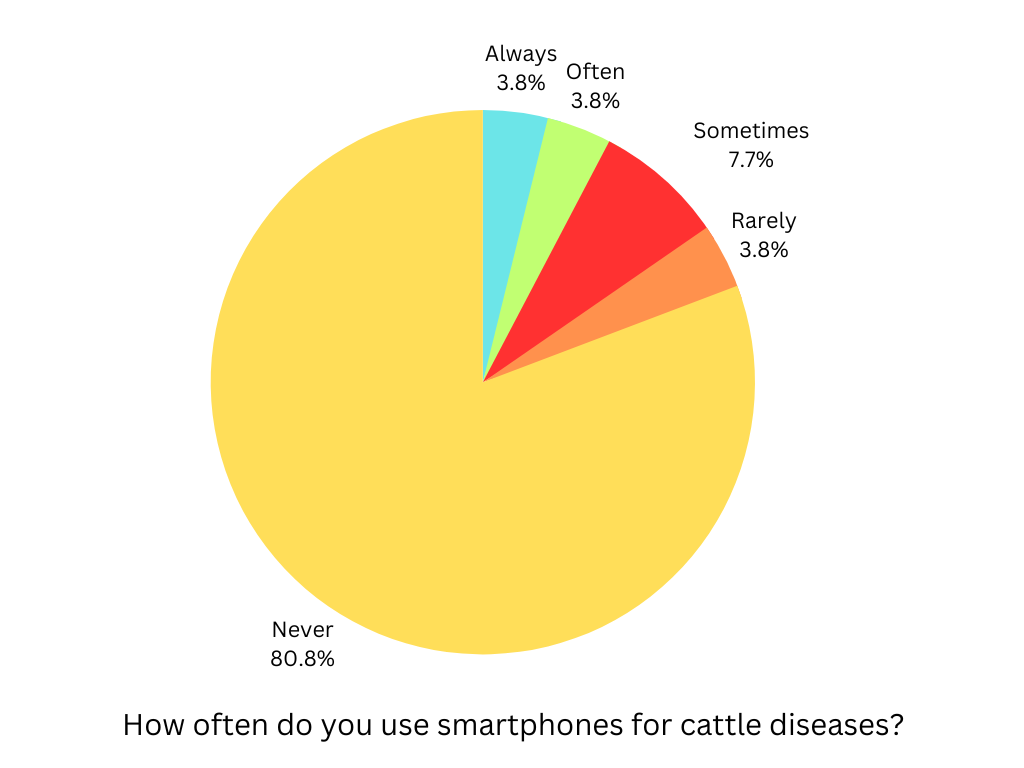 Always
3.8%
Often
3.8%
Sometimes
7.7%
Rarely
3.8%
Never
80.8%
How often do you use smartphones for cattle diseases?